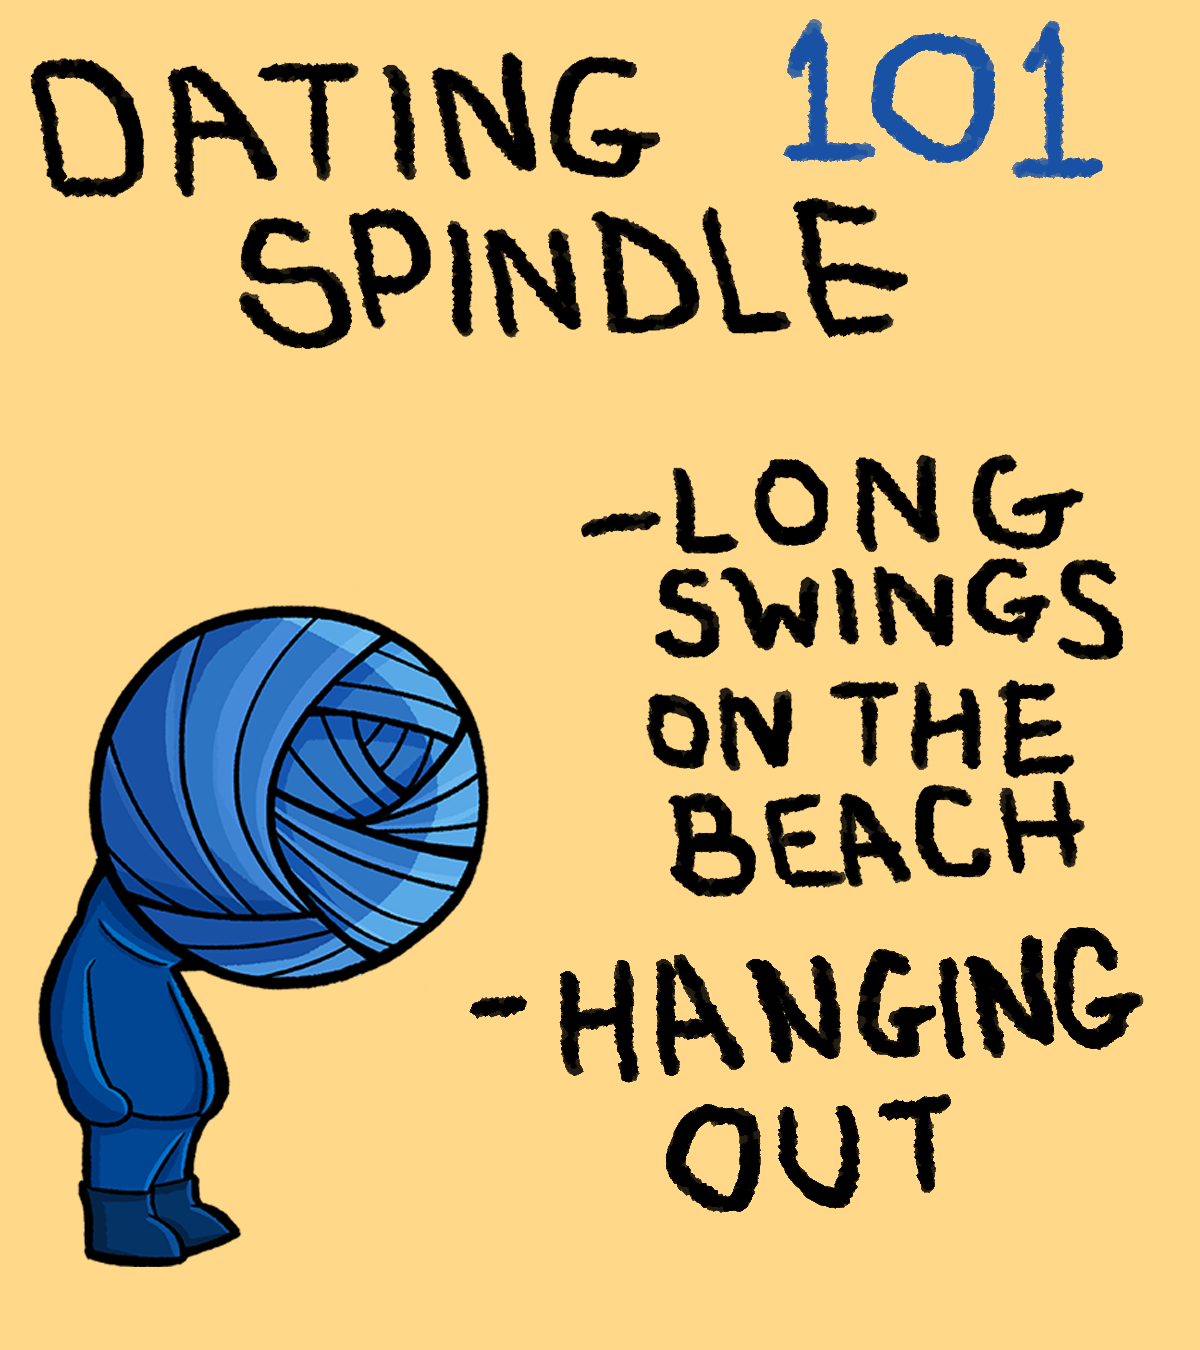 DATING 101
SPINDLE
-LONG
SWINGS
ON THE
BEACH
-HANGING
OUT